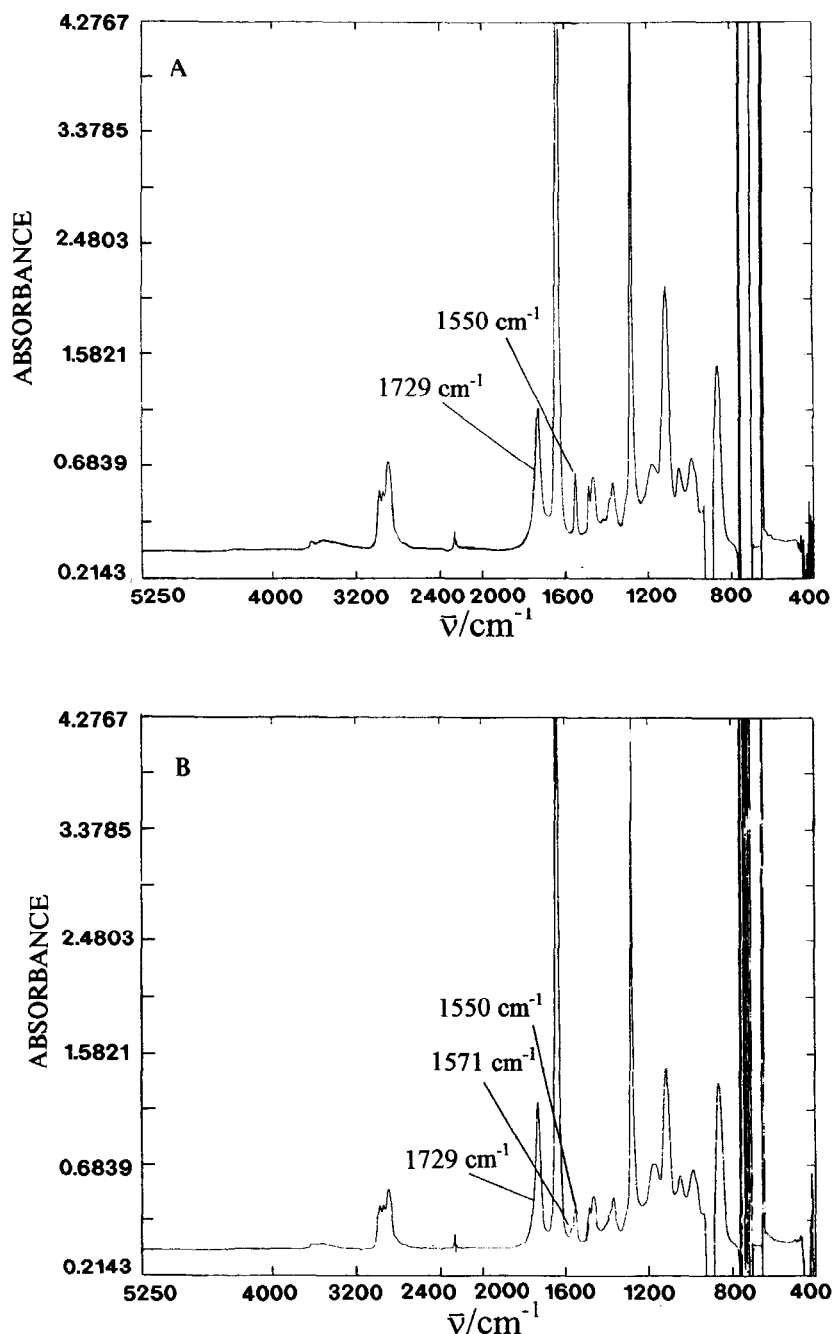 4.2767
A
3.3785
2.4803
1550 cm-1
1.5821
1729 cm-1
0.6839
0.2143
ABSORBANCE
5250 4000 3200 2400 2000 1600 1200 800 400
ν̄/cm-1
4.2767
B
3.3785
2.4803
1550 cm-1
1.5821
1571 cm-1
1729 cm-1
0.6839
0.2143
ABSORBANCE
5250 4000 3200 2400 2000 1600 1200 800 400
ν̄/cm-1